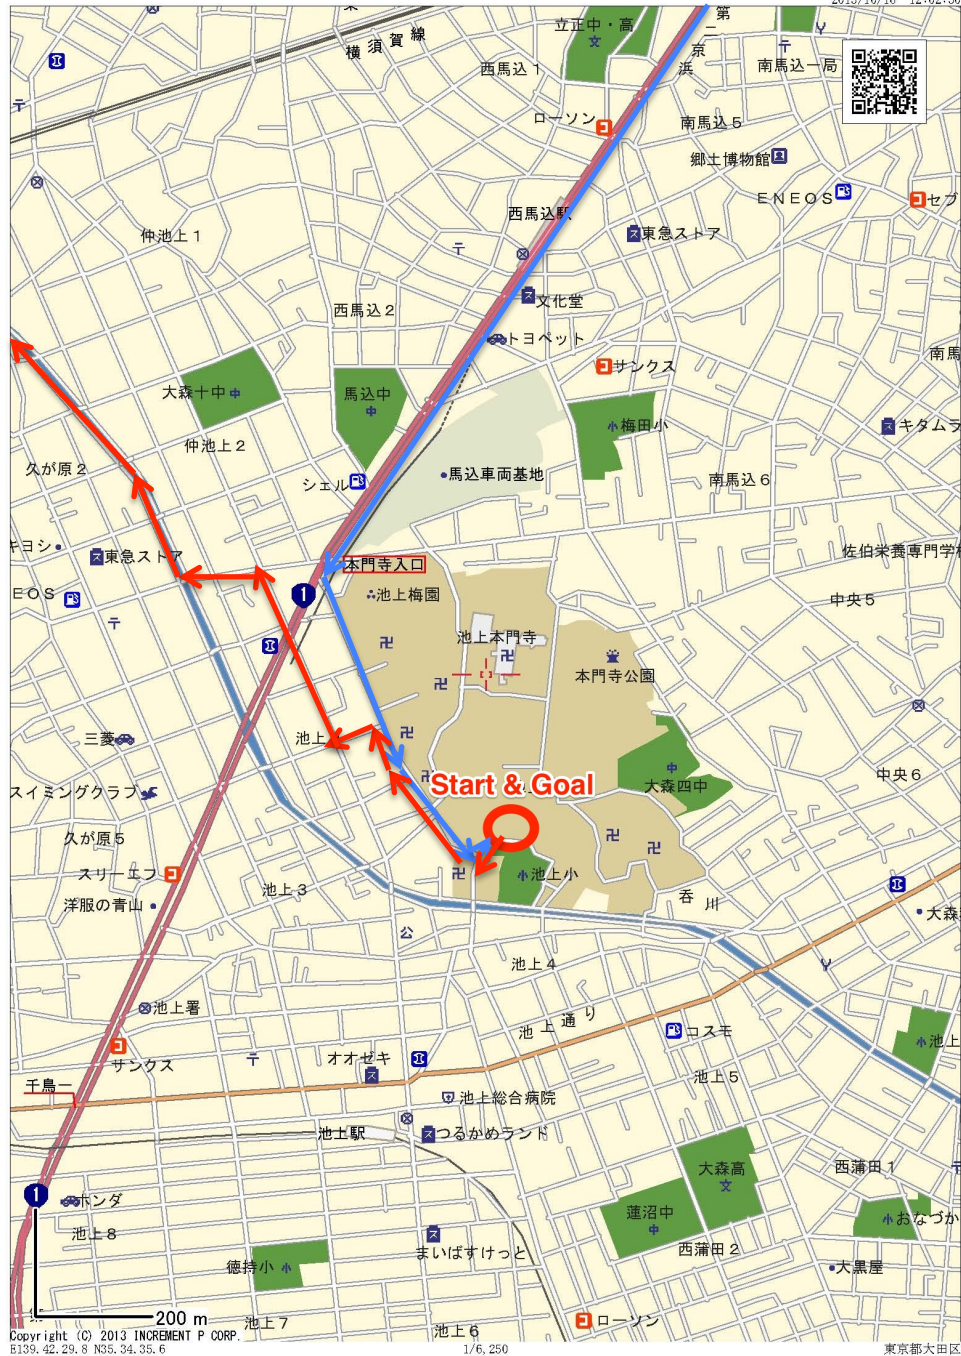 2013/10/16 12:02:50
立正中・高
第二京浜
南馬込一局
横須賀線
西馬込1
ローソン
南馬込5
郷土博物館
ENEOS
セブ
西馬込駅
仲池上1
東急ストア
文化堂
西馬込2
トヨペット
サンクス
南馬
大森十中
馬込中
梅田小
キタムラ
仲池上2
久が原2
馬込車両基地
シェル
南馬込6
キヨシ
東急ストア
本門寺入口
佐伯栄養専門学校
EOS
1
池上梅園
中央5
池上本門寺
本門寺公園
三菱
池上
Start & Goal
大森四中
中央6
スイミングクラブ
久が原5
スリーエフ
池上小
池上3
呑川
洋服の青山
大森
公
池上4
池上署
池上通り
コスモ
サンクス
オオゼキ
池上
千鳥一
池上5
池上総合病院
池上駅
つるかめランド
大森高
西蒲田1
1
ホンダ
蓮沼中
おなづか
池上8
まいばすけっと
西蒲田2
徳持小
大黒屋
第
200 m
池上7
池上6
ローソン
Copyright (C) 2013 INCREMENT P CORP.
E139.42.29.8 N35.34.35.6
1/6,250
東京都大田区